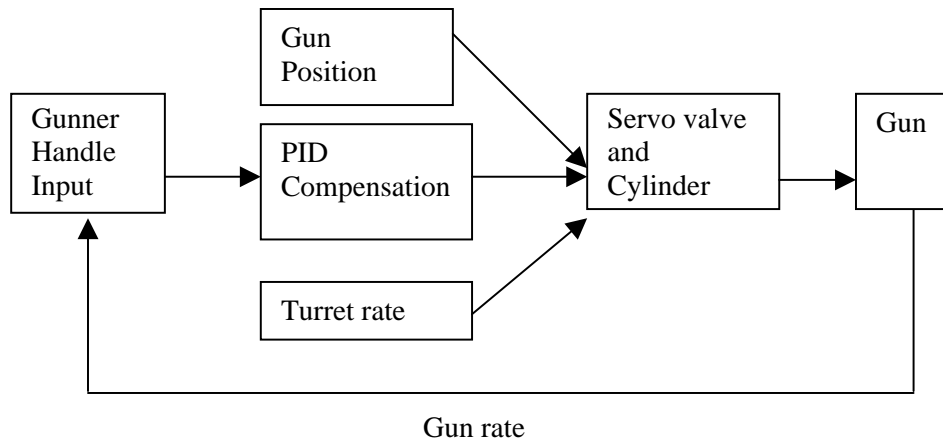 Gun
Position
Gunner
Handle
Input
PID
Compensation
Servo valve
and
Cylinder
Gun
Turret rate
Gun rate